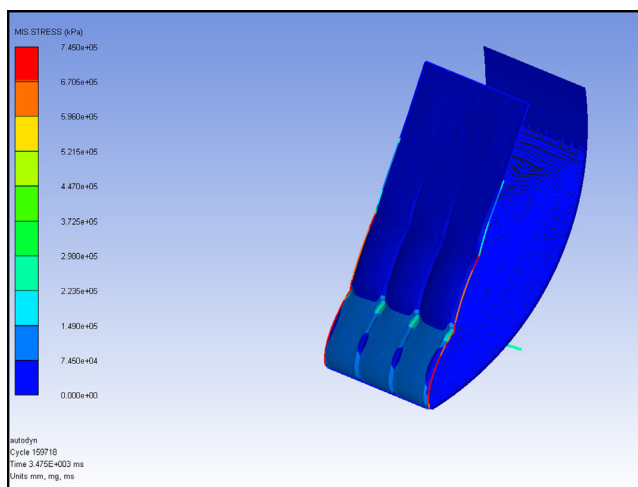 MIS.STRESS (kPa)
7.450e+05
6.705e+05
5.960e+05
5.215e+05
4.470e+05
3.725e+05
2.980e+05
2.235e+05
1.490e+05
7.450e+04
0.000e+00
autodyn
Cycle 159718
Time 3.475E+003 ms
Units mm, mg, ms